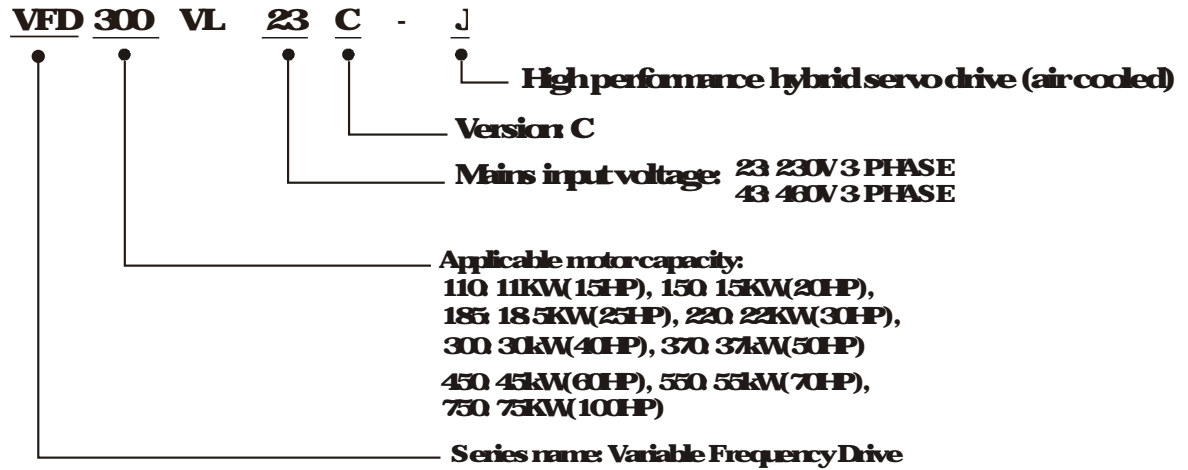 VFD 300 VL 23 C - J
High performance hybrid servo drive (air cooled)
Version: C
Mains input voltage: 23: 230V 3 PHASE
43: 460V 3 PHASE
Applicable motor capacity:
110: 11KW(15HP), 150: 15KW(20HP),
185: 18.5KW(25HP), 220: 22KW(30HP),
300: 30kW(40HP), 370: 37kW(50HP)
450: 45kW(60HP), 550: 55kW(70HP),
750: 75KW(100HP)
Series name: Variable Frequency Drive